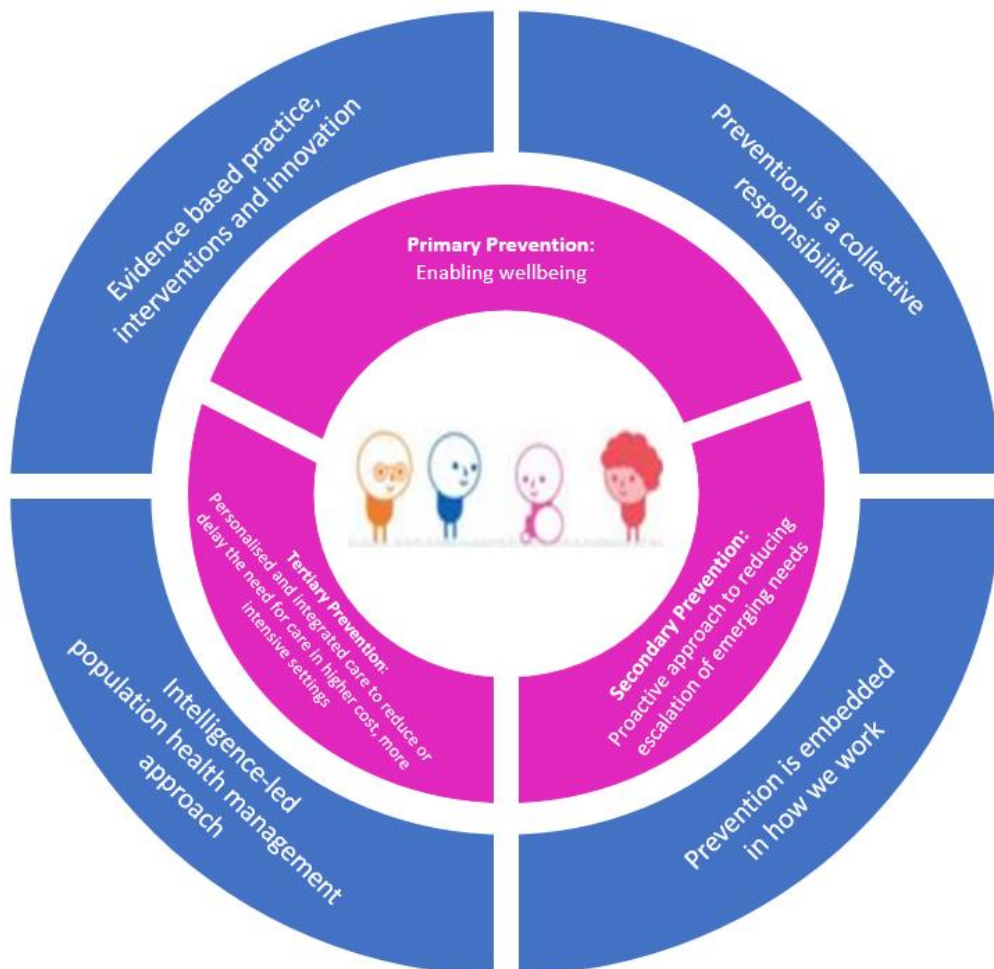 Evidence based practice,
interventions and innovation
Prevention is a collective
responsibility
Primary Prevention:
Enabling wellbeing
Tertiary Prevention:
Personalised and integrated care to reduce or
delay the need for care in higher cost, more
intensive settings
Secondary Prevention:
Proactive approach to reducing
escalation of emerging needs
Intelligence-led
population health management
approach
Prevention is embedded
in how we work